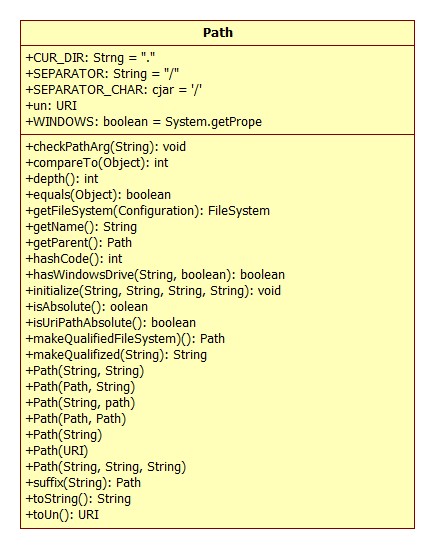 Path
+CUR_DIR: Strng = "."
+SEPARATOR: String = "/"
+SEPARATOR_CHAR: cjar = '/'
+un: URI
+WINDOWS: boolean = System.getPrope
+checkPathArg(String): void
+compareTo(Object): int
+depth(): int
+equals(Object): boolean
+getFileSystem(Configuration): FileSystem
+getName(): String
+getParent(): Path
+hashCode(): int
+hasWindowsDrive(String, boolean): boolean
+initialize(String, String, String, String): void
+isAbsolute(): oolean
+isUriPathAbsolute(): boolean
+makeQualifiedFileSystem)(): Path
+makeQualifized(String): String
+Path(String, String)
+Path(Path, String)
+Path(String, path)
+Path(Path, Path)
+Path(String)
+Path(URI)
+Path(String, String, String)
+suffix(String): Path
+toString(): String
+toUn(): URI